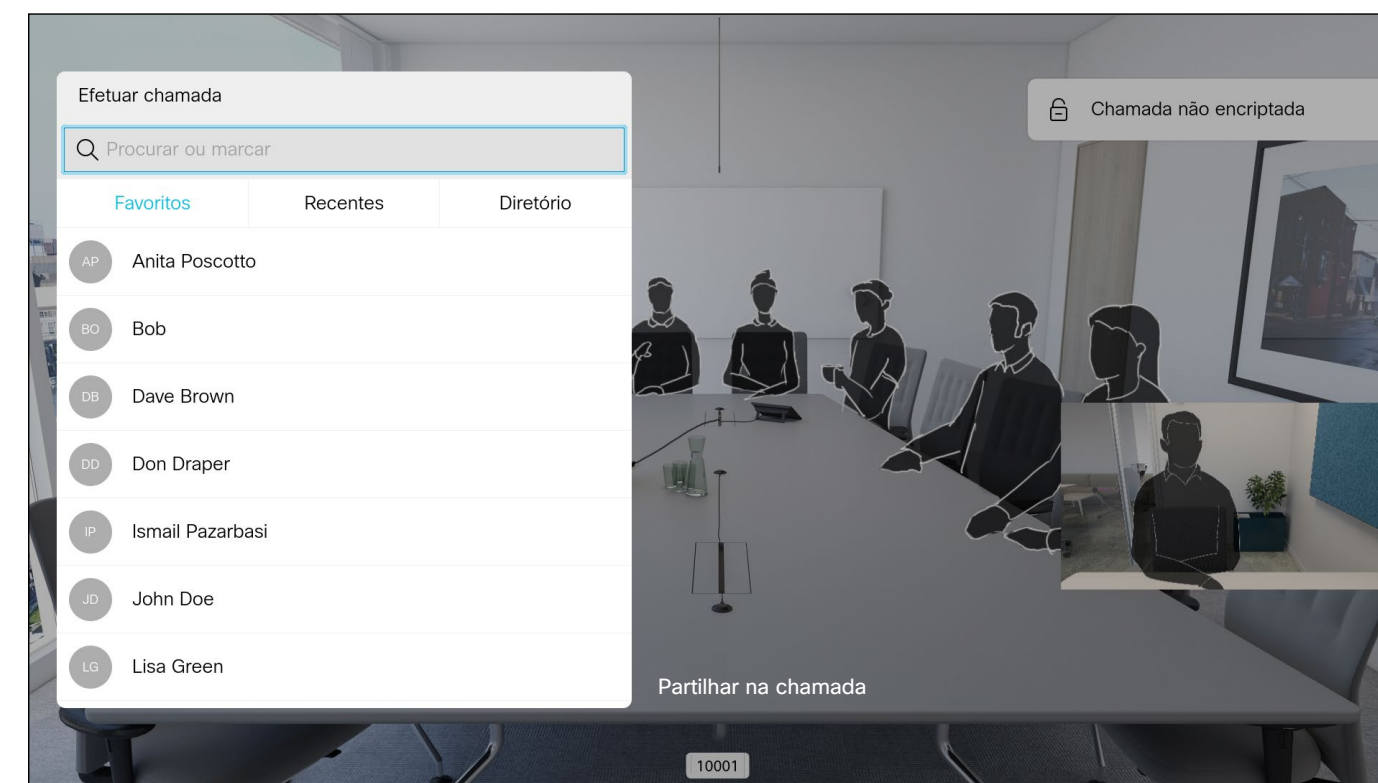 Efetuar chamada
Procurar ou marcar
Favoritos Recentes Diretório
AP Anita Poscotto
BO Bob
DB Dave Brown
DD Don Draper
IP Ismail Pazarbasi
JD John Doe
LG Lisa Green
Chamada não encriptada
Partilhar na chamada
10001